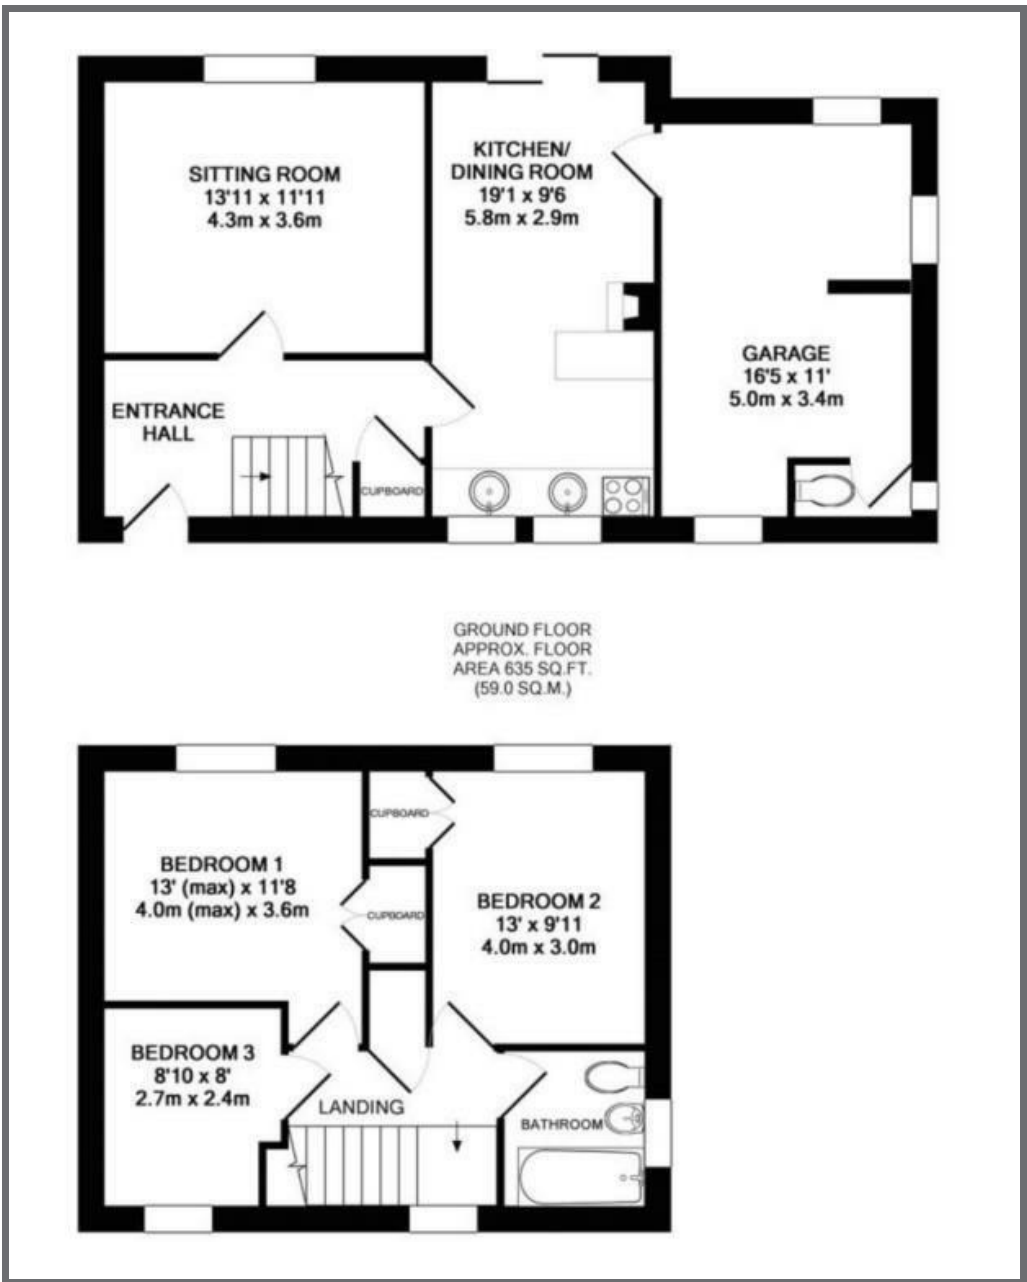 SITTING ROOM
13'11 x 11'11
4.3m x 3.6m
KITCHEN/
DINING ROOM
19'1 x 9'6
5.8m x 2.9m
GARAGE
16'5 x 11'
5.0m x 3.4m
ENTRANCE
HALL
CUPBOARD
GROUND FLOOR
APPROX. FLOOR
AREA 635 SQ.FT.
(59.0 SQ.M.)
CUPBOARD
BEDROOM 1
13' (max) x 11'8
4.0m (max) x 3.6m
CUPBOARD
BEDROOM 2
13' x 9'11
4.0m x 3.0m
BEDROOM 3
8'10 x 8'
2.7m x 2.4m
LANDING
BATHROOM